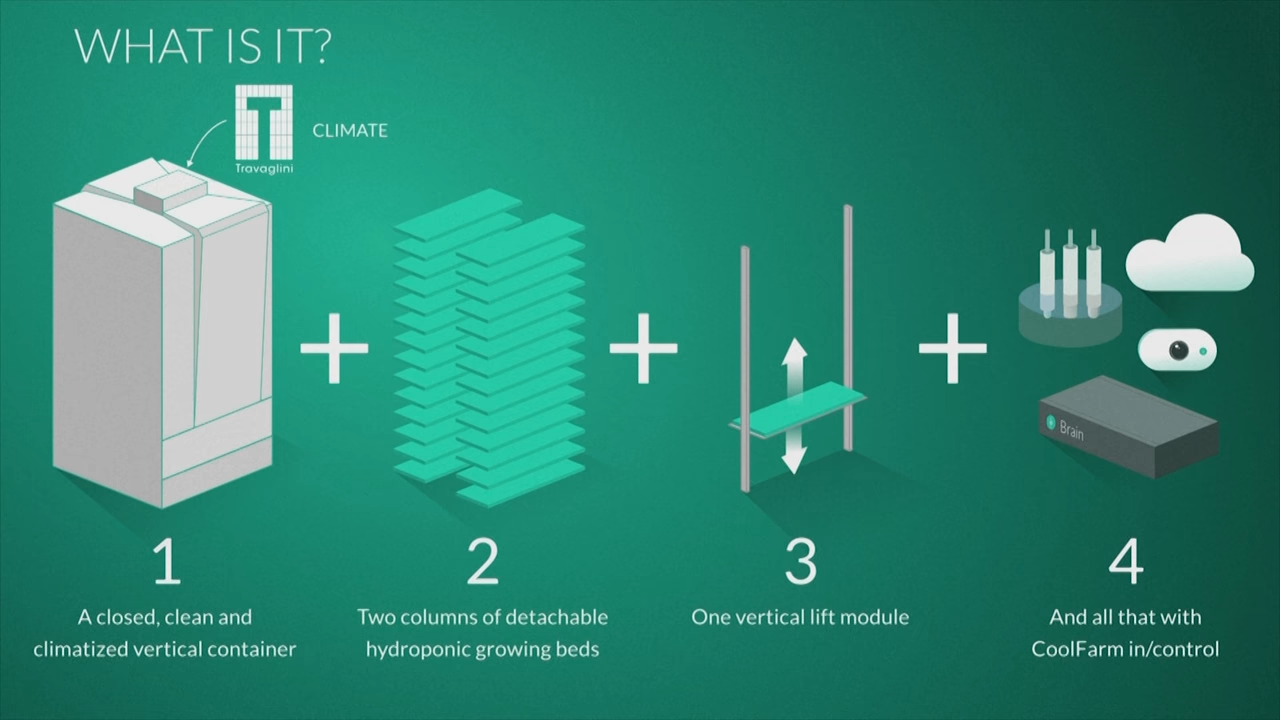 WHAT IS IT?
Travaglini
CLIMATE
Brain
1
A closed, clean and
climatized vertical container
2
Two columns of detachable
hydroponic growing beds
3
One vertical lift module
4
And all that with
CoolFarm in/control